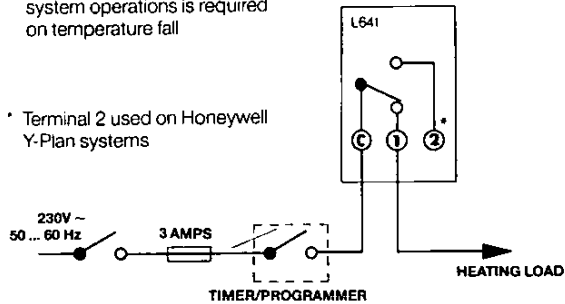 system operations is required
on temperature fall
* Terminal 2 used on Honeywell
Y-Plan systems
L641
C 1 2 *
230V ~
50 ... 60 Hz
3 AMPS
TIMER/PROGRAMMER
HEATING LOAD